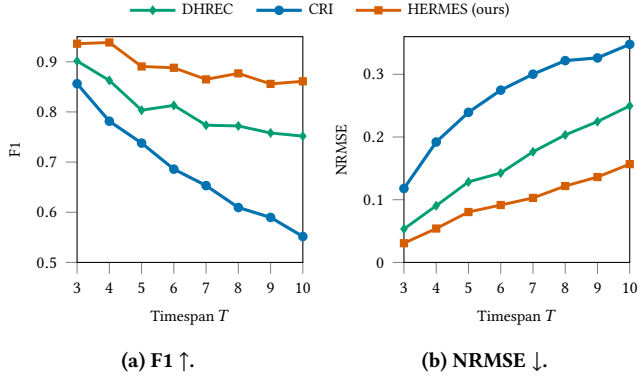 DHREC CRI HERMES (ours)
0.9
0.8
0.7
0.6
0.5
F1
3 4 5 6 7 8 9 10
Timespan T
(a) F1 ↑.
0.3
0.2
0.1
0
NRMSE
3 4 5 6 7 8 9 10
Timespan T
(b) NRMSE ↓.